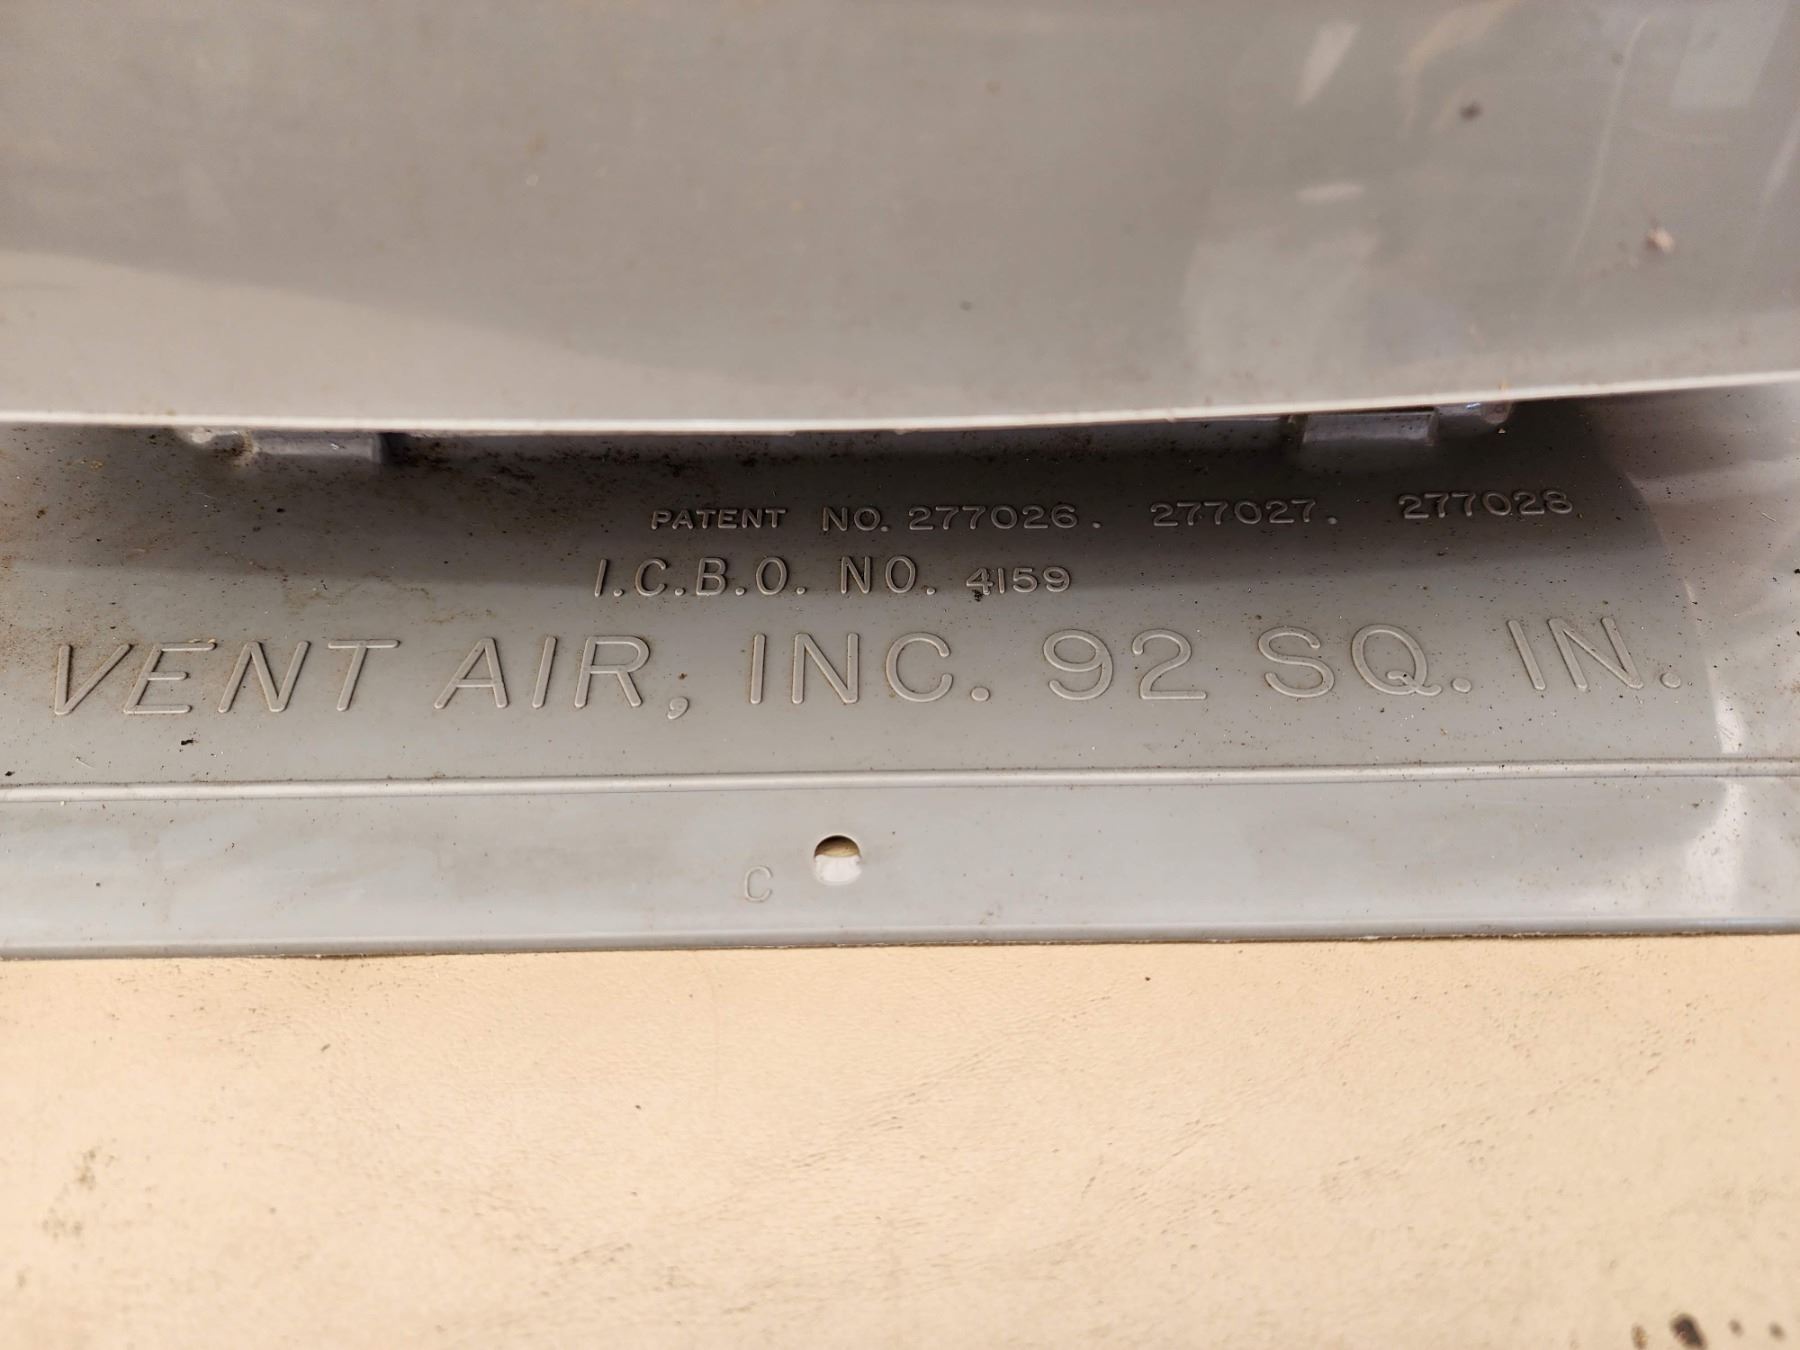 PATENT NO. 277026. 277027. 277028
I.C.B.O. NO. 4159
VENT AIR, INC. 92 SQ. IN.
C